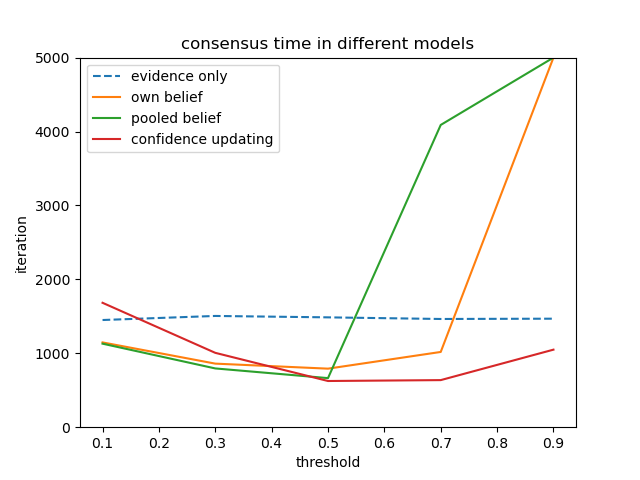 consensus time in different models
5000
4000
3000
2000
1000
0
iteration
evidence only
own belief
pooled belief
confidence updating
0.1 0.2 0.3 0.4 0.5 0.6 0.7 0.8 0.9
threshold